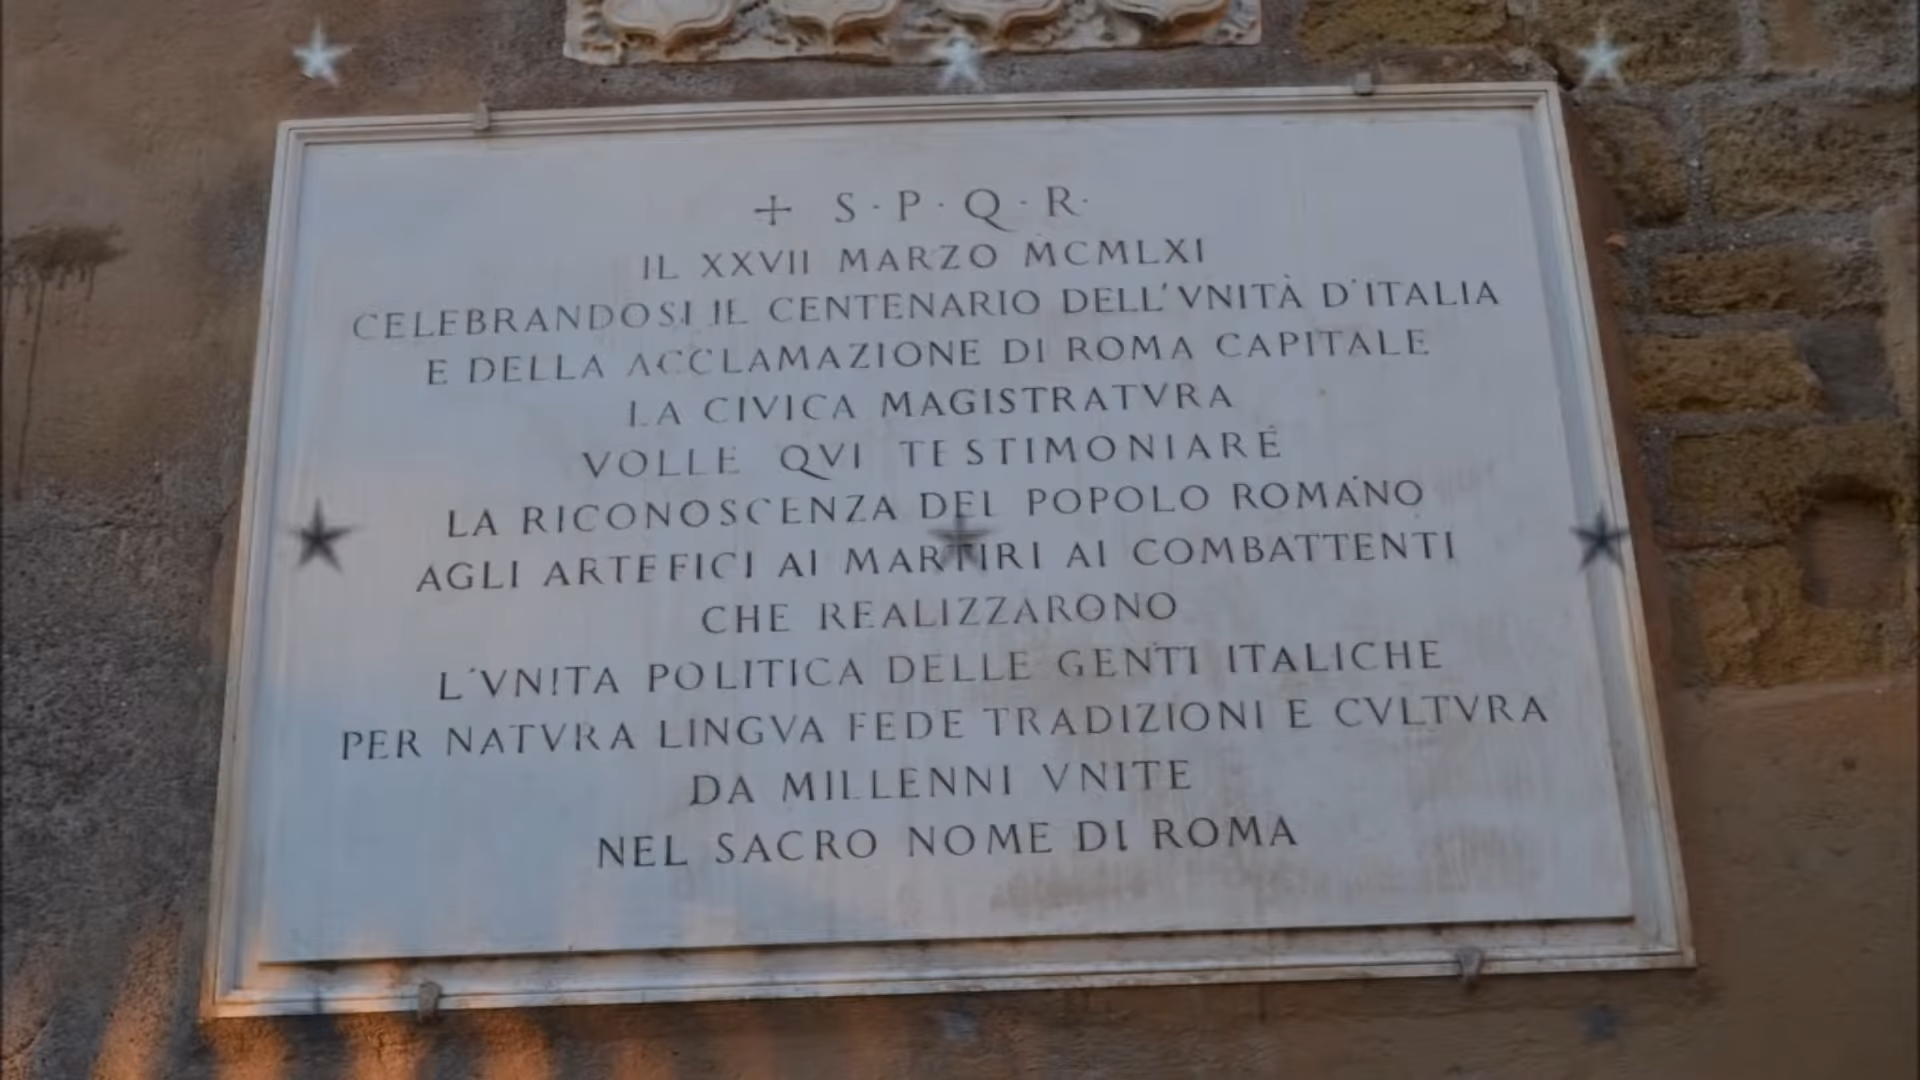 + S·P·Q·R·
IL XXVII MARZO MCMLXI
CELEBRANDOSI IL CENTENARIO DELL'VNITÀ D'ITALIA
E DELLA ACCLAMAZIONE DI ROMA CAPITALE
LA CIVICA MAGISTRATVRA
VOLLE QVI TESTIMONIARE
LA RICONOSCENZA DEL POPOLO ROMANO
AGLI ARTEFICI AI MARTIRI AI COMBATTENTI
CHE REALIZZARONO
L'VNITA POLITICA DELLE GENTI ITALICHE
PER NATVRA LINGVA FEDE TRADIZIONI E CVLTVRA
DA MILLENNI VNITE
NEL SACRO NOME DI ROMA